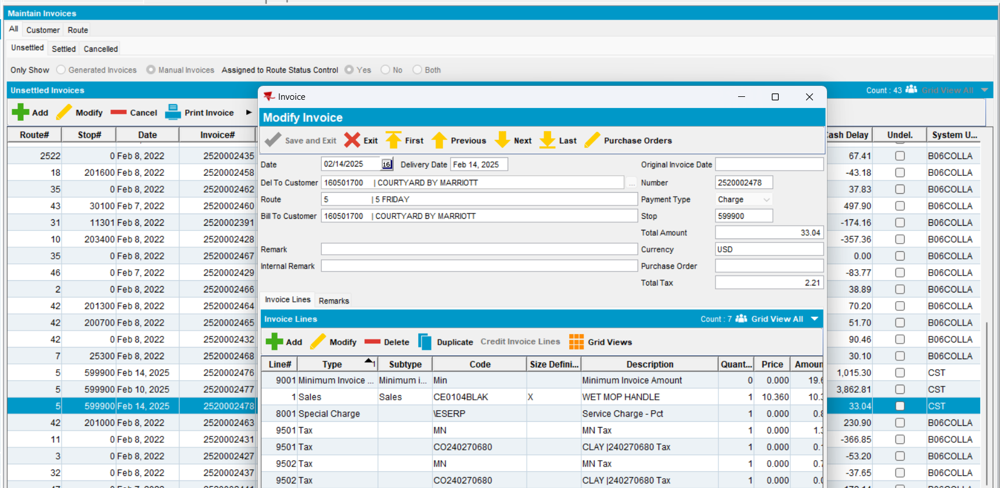 Maintain Invoices
All Customer Route
Unsettled Settled Cancelled
Only Show Generated Invoices Manual Invoices Assigned to Route Status Control Yes No Both
Unsettled Invoices Count : 43 Grid View All
Add Modify Cancel Print Invoice
Route# Stop# Date Invoice# Cash Delay Undel. System U...
2522 0 Feb 8, 2022 2520002435 67.41 B06COLLA
18 201600 Feb 8, 2022 2520002458 -43.18 B06COLLA
35 0 Feb 8, 2022 2520002462 37.83 B06COLLA
43 30100 Feb 7, 2022 2520002460 497.90 B06COLLA
31 11301 Feb 8, 2022 2520002391 -174.16 B06COLLA
10 203400 Feb 8, 2022 2520002428 -357.36 B06COLLA
35 0 Feb 8, 2022 2520002467 0.00 B06COLLA
46 0 Feb 7, 2022 2520002429 -83.77 B06COLLA
2 0 Feb 8, 2022 2520002466 38.89 B06COLLA
42 201300 Feb 8, 2022 2520002464 70.20 B06COLLA
42 200700 Feb 8, 2022 2520002465 51.70 B06COLLA
42 0 Feb 8, 2022 2520002432 90.46 B06COLLA
7 25300 Feb 8, 2022 2520002468 30.10 B06COLLA
5 599900 Feb 14, 2025 2520002476 1,015.30 CST
5 599900 Feb 10, 2025 2520002477 3,862.81 CST
5 599900 Feb 14, 2025 2520002478 33.04 CST
42 201000 Feb 8, 2022 2520002463 230.90 B06COLLA
11 0 Feb 8, 2022 2520002431 -366.85 B06COLLA
3 0 Feb 8, 2022 2520002427 -53.20 B06COLLA
32 0 Feb 8, 2022 2520002437 -37.65 B06COLLA
Invoice
Modify Invoice
Save and Exit Exit First Previous Next Last Purchase Orders
Date 02/14/2025 16 Delivery Date Feb 14, 2025 Original Invoice Date
Del To Customer 160501700 | COURTYARD BY MARRIOTT ... Number 2520002478
Route 5 | 5 FRIDAY Payment Type Charge
Bill To Customer 160501700 | COURTYARD BY MARRIOTT Stop 599900
Total Amount 33.04
Remark Currency USD
Internal Remark Purchase Order
Total Tax 2.21
Invoice Lines Remarks
Invoice Lines Count : 7 Grid View All
Add Modify Delete Duplicate Credit Invoice Lines Grid Views
Line# Type 1 Subtype Code Size Defini... Description Quant... Price Amoun
9001 Minimum Invoice ... Minimum i... Min Minimum Invoice Amount 0 0.000 19.6
1 Sales Sales CE0104BLAK X WET MOP HANDLE 1 10.360 10.3
8001 Special Charge \ESERP Service Charge - Pct 1 0.000 0.8
9501 Tax MN MN Tax 1 0.000 1.3
9501 Tax CO240270680 CLAY |240270680 Tax 1 0.000 0.1
9502 Tax MN MN Tax 1 0.000 0.7
9502 Tax CO240270680 CLAY |240270680 Tax 1 0.000 0.0